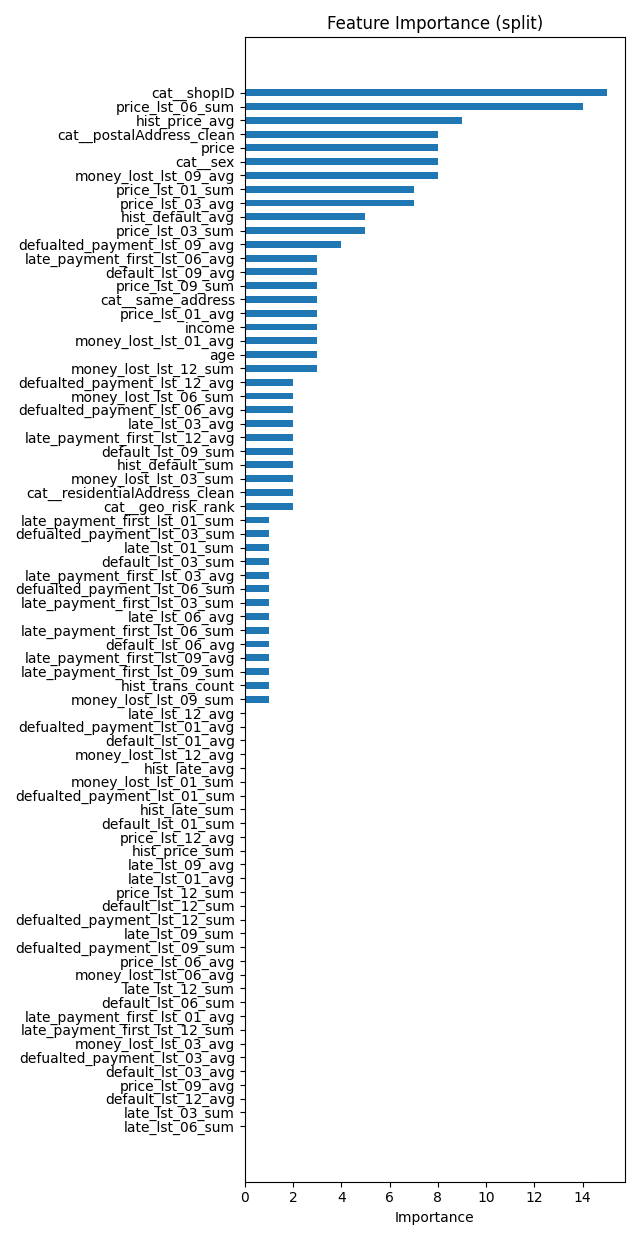 Feature Importance (split)
cat__shopID
price_lst_06_sum
hist_price_avg
cat__postalAddress_clean
price
cat__sex
money_lost_lst_09_avg
price_lst_01_sum
price_lst_03_avg
hist_default_avg
price_lst_03_sum
defualted_payment_lst_09_avg
late_payment_first_lst_06_avg
default_lst_09_avg
price_lst_09_sum
cat__same_address
price_lst_01_avg
income
money_lost_lst_01_avg
age
money_lost_lst_12_sum
defualted_payment_lst_12_avg
money_lost_lst_06_sum
defualted_payment_lst_06_avg
late_lst_03_avg
late_payment_first_lst_12_avg
default_lst_09_sum
hist_default_sum
money_lost_lst_03_sum
cat__residentialAddress_clean
cat__geo_risk_rank
late_payment_first_lst_01_sum
defualted_payment_lst_03_sum
late_lst_01_sum
default_lst_03_sum
late_payment_first_lst_03_avg
defualted_payment_lst_06_sum
late_payment_first_lst_03_sum
late_lst_06_avg
late_payment_first_lst_06_sum
default_lst_06_avg
late_payment_first_lst_09_avg
late_payment_first_lst_09_sum
hist_trans_count
money_lost_lst_09_sum
late_lst_12_avg
defualted_payment_lst_01_avg
default_lst_01_avg
money_lost_lst_12_avg
hist_late_avg
money_lost_lst_01_sum
defualted_payment_lst_01_sum
hist_late_sum
default_lst_01_sum
price_lst_12_avg
hist_price_sum
late_lst_09_avg
late_lst_01_avg
price_lst_12_sum
default_lst_12_sum
defualted_payment_lst_12_sum
late_lst_09_sum
defualted_payment_lst_09_sum
price_lst_06_avg
money_lost_lst_06_avg
late_lst_12_sum
default_lst_06_sum
late_payment_first_lst_01_avg
late_payment_first_lst_12_sum
money_lost_lst_03_avg
defualted_payment_lst_03_avg
default_lst_03_avg
price_lst_09_avg
default_lst_12_avg
late_lst_03_sum
late_lst_06_sum
0 2 4 6 8 10 12 14
Importance